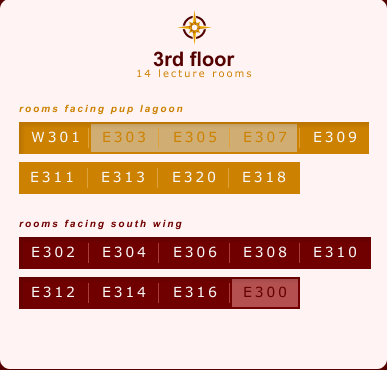 3rd floor
14 lecture rooms
rooms facing pup lagoon
W301 E303 E305 E307 E309
E311 E313 E320 E318
rooms facing south wing
E302 E304 E306 E308 E310
E312 E314 E316 E300